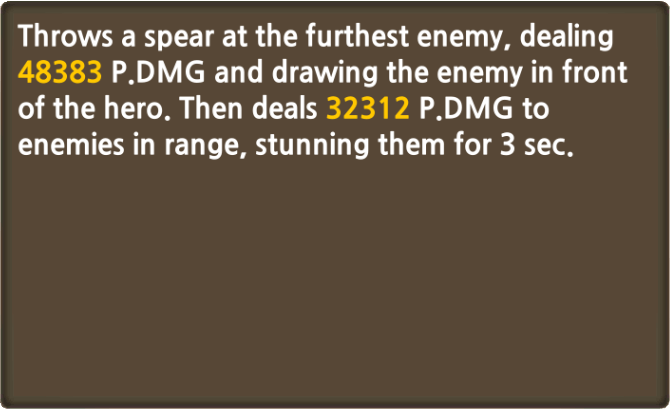 Throws a spear at the furthest enemy, dealing
48383 P.DMG and drawing the enemy in front
of the hero. Then deals 32312 P.DMG to
enemies in range, stunning them for 3 sec.